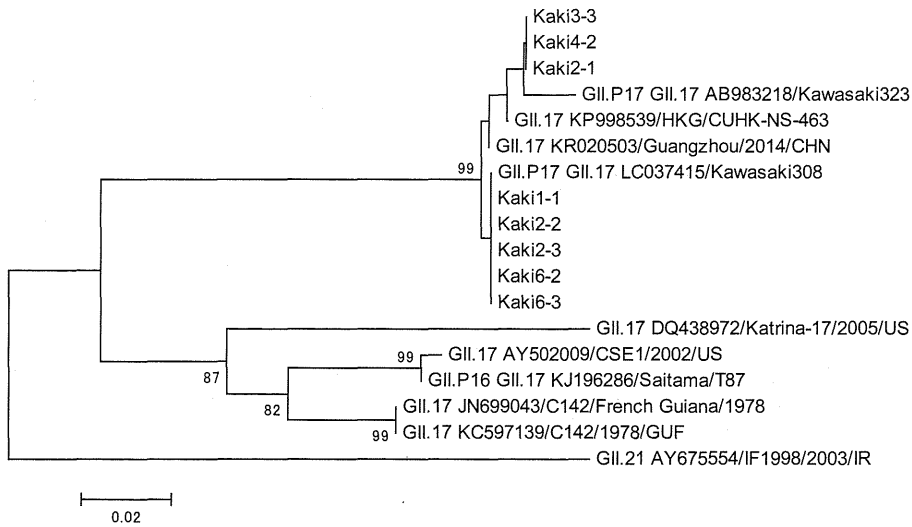 Kaki3-3
Kaki4-2
Kaki2-1
GII.P17 GII.17 AB983218/Kawasaki323
GII.17 KP998539/HKG/CUHK-NS-463
GII.17 KR020503/Guangzhou/2014/CHN
99
GII.P17 GII.17 LC037415/Kawasaki308
Kaki1-1
Kaki2-2
Kaki2-3
Kaki6-2
Kaki6-3
GII.17 DQ438972/Katrina-17/2005/US
99
GII.17 AY502009/CSE1/2002/US
87
GII.P16 GII.17 KJ196286/Saitama/T87
82
GII.17 JN699043/C142/French Guiana/1978
99
GII.17 KC597139/C142/1978/GUF
GII.21 AY675554/IF1998/2003/IR
0.02